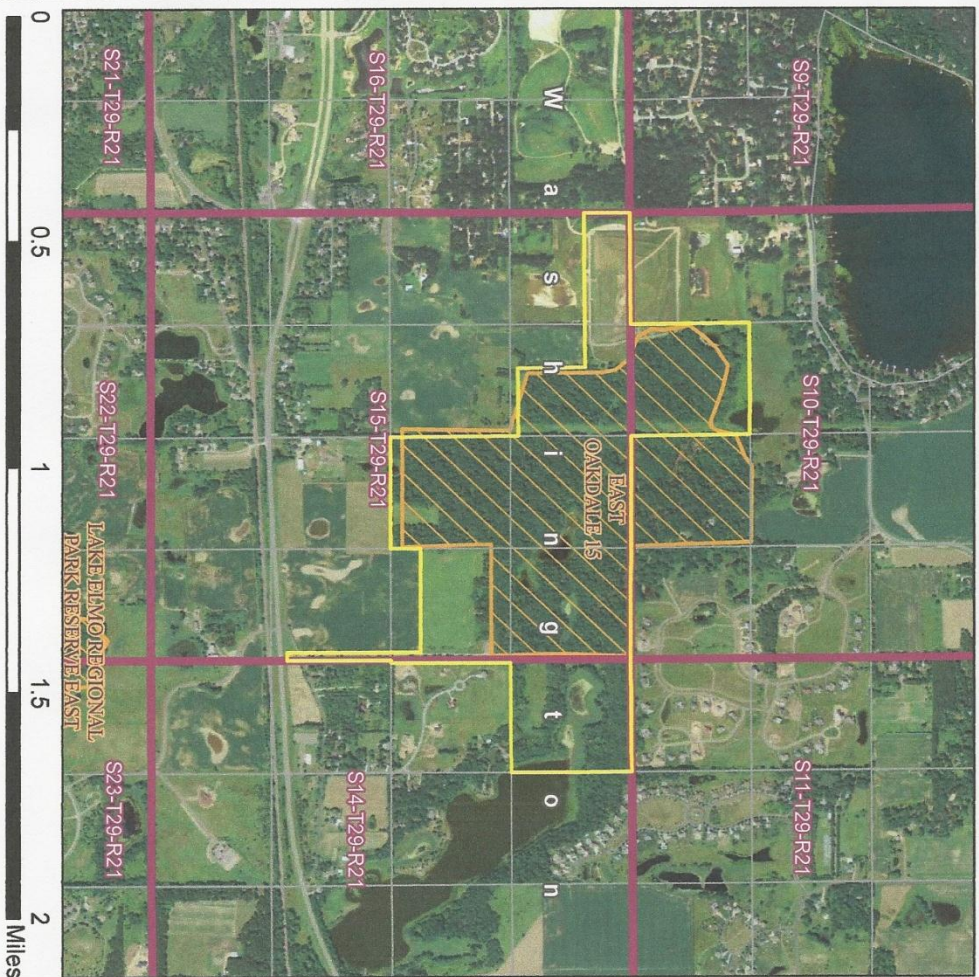 S9-T29-R21 S10-T29-R21 S11-T29-R21
EAST
OAKDALE 15
W a s h i n g t o n
S16-T29-R21 S15-T29-R21 S14-T29-R21
S21-T29-R21 S22-T29-R21 S23-T29-R21
LAKE ELMO REGIONAL
PARK RESERVE EAST
0 0.5 1 1.5 2
Miles